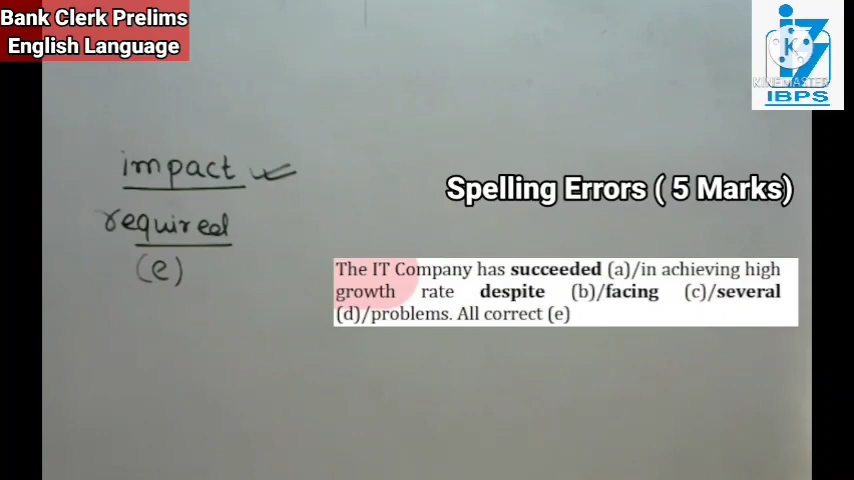 Bank Clerk Prelims
English Language
K
KINEMASTER
IBPS
impact
required
(e)
Spelling Errors ( 5 Marks)
The IT Company has succeeded (a)/in achieving high
growth rate despite (b)/facing (c)/several
(d)/problems. All correct (e)